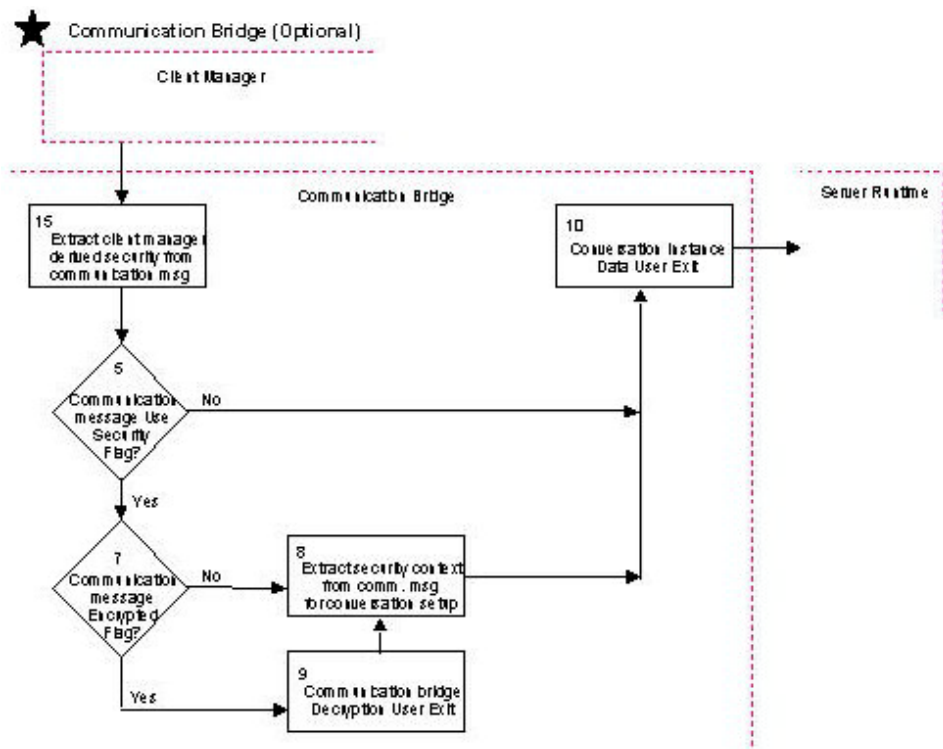 Communication Bridge (Optional)
Client Manager
Communication Bridge
Server Runtime
15
Extract client manager
derived security from
communication msg
10
Conversation Instance
Data User Exit
5
Communication
message Use
Security
Flag?
No
Yes
7
Communication
message
Encrypted
Flag?
No
8
Extract security context
from comm. msg
for conversation setup
Yes
9
Communication bridge
Decryption User Exit